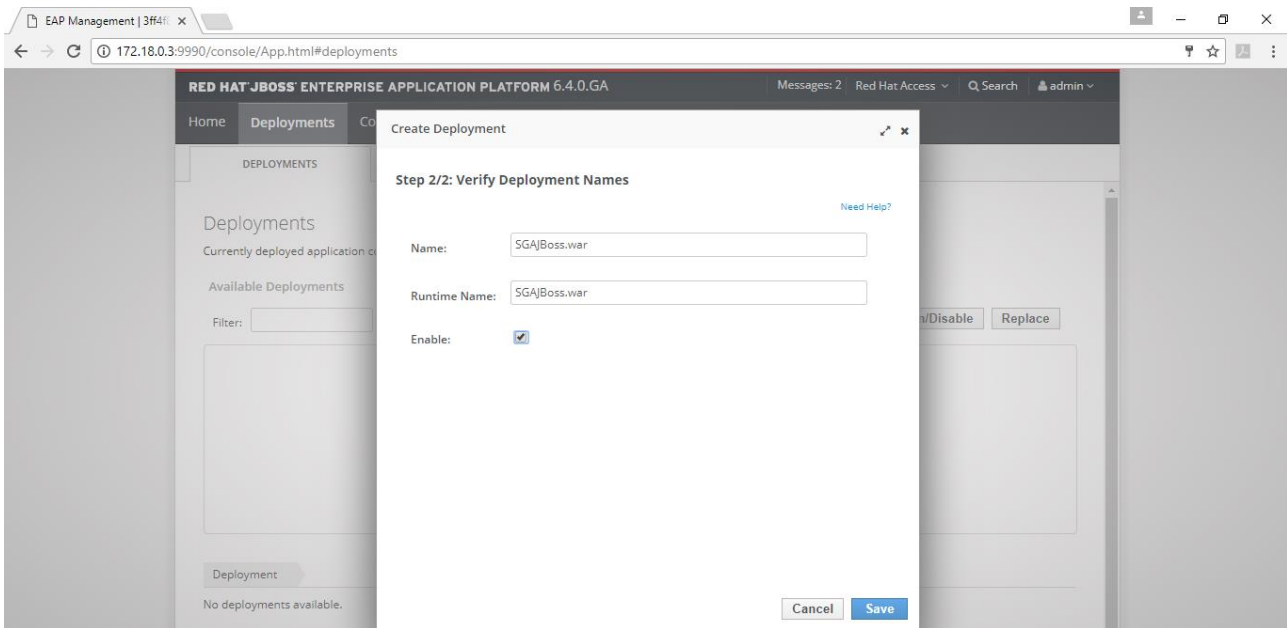 EAP Management | 3ff4f
172.18.0.3:9990/console/App.html#deployments
RED HAT JBOSS ENTERPRISE APPLICATION PLATFORM 6.4.0.GA
Messages: 2 Red Hat Access Search admin
Home Deployments Co
Create Deployment
DEPLOYMENTS
Step 2/2: Verify Deployment Names
Need Help?
Deployments
Currently deployed application c
Name: SGAJBoss.war
Available Deployments
Runtime Name: SGAJBoss.war
Filter:
/Disable Replace
Enable:
Deployment
No deployments available.
Cancel Save